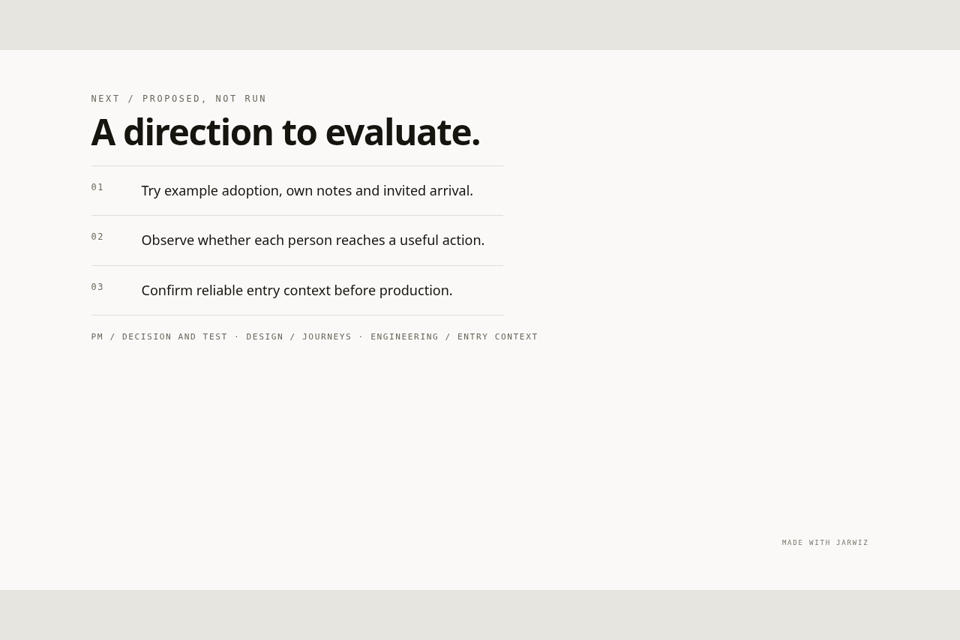 NEXT / PROPOSED, NOT RUN
A direction to evaluate.
01 Try example adoption, own notes and invited arrival.
02 Observe whether each person reaches a useful action.
03 Confirm reliable entry context before production.
PM / DECISION AND TEST · DESIGN / JOURNEYS · ENGINEERING / ENTRY CONTEXT
MADE WITH JARWIZ